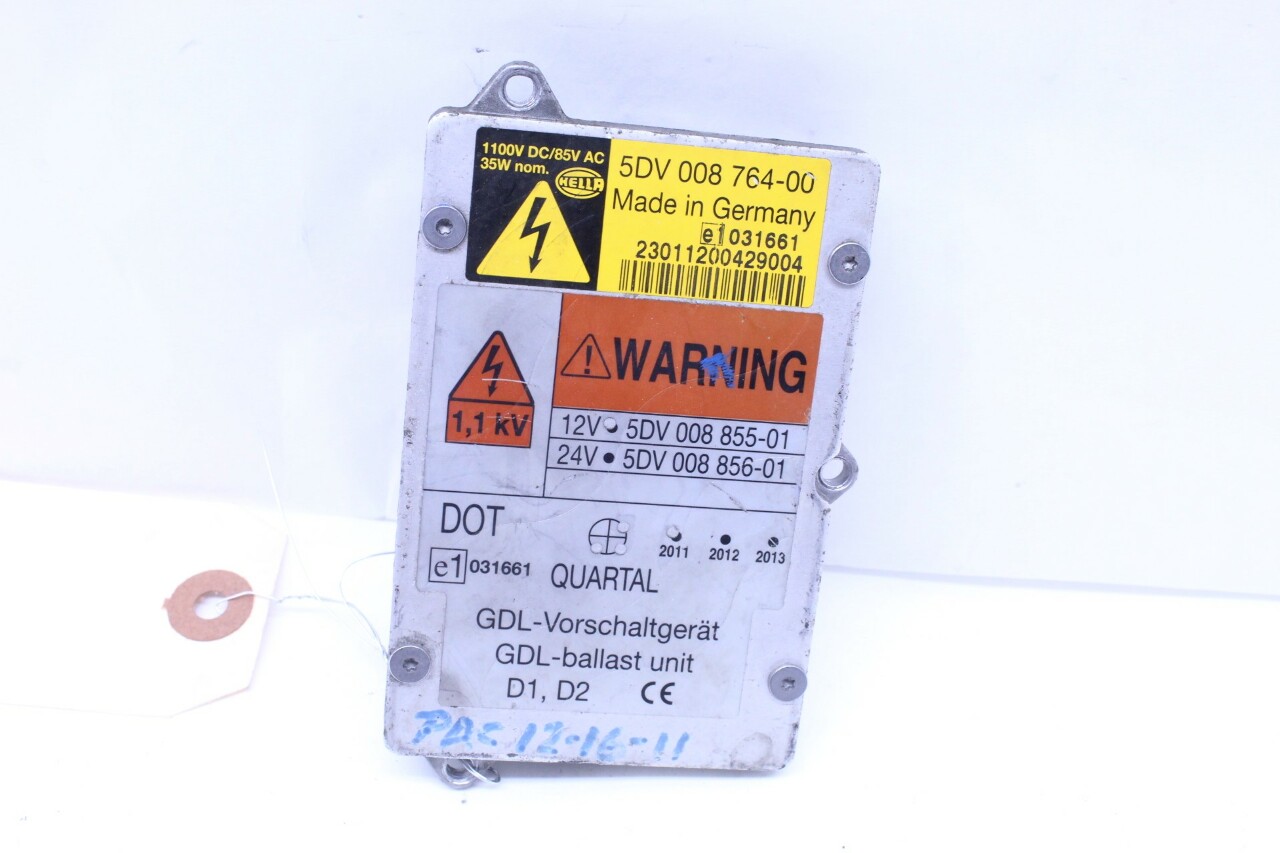 1100V DC/85V AC
35W nom.
HELLA
5DV 008 764-00
Made in Germany
e1 031661
23011200429004
WARNING
1,1 kV
12V 5DV 008 855-01
24V • 5DV 008 856-01
DOT
2011 2012 2013
e1 031661
QUARTAL
GDL-Vorschaltgerät
GDL-ballast unit
D1, D2 CE
12-16-11